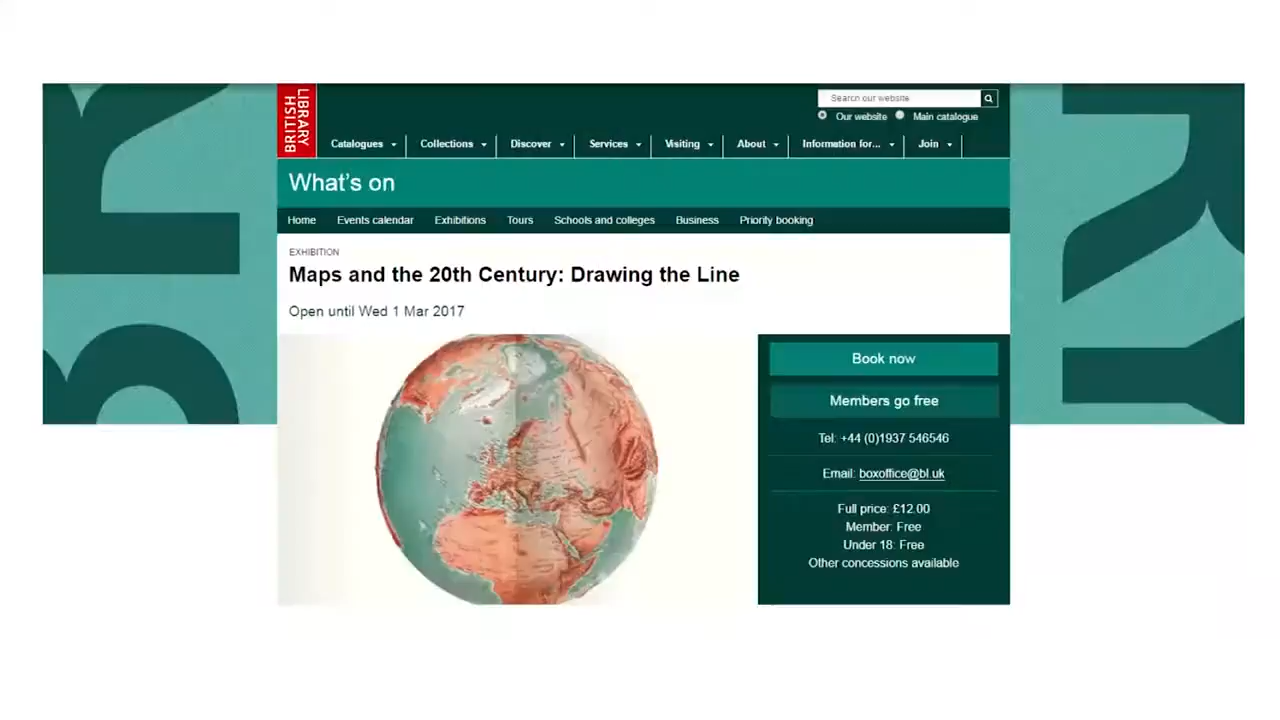 LIBRARY
BRITISH
Search our website
Our website
Main catalogue
Catalogues
Collections
Discover
Services
Visiting
About
Information for...
Join
What's on
Home
Events calendar
Exhibitions
Tours
Schools and colleges
Business
Priority booking
EXHIBITION
Maps and the 20th Century: Drawing the Line
Open until Wed 1 Mar 2017
Book now
Members go free
Tel: +44 (0)1937 546546
Email: boxoffice@bl.uk
Full price: £12.00
Member: Free
Under 18: Free
Other concessions available